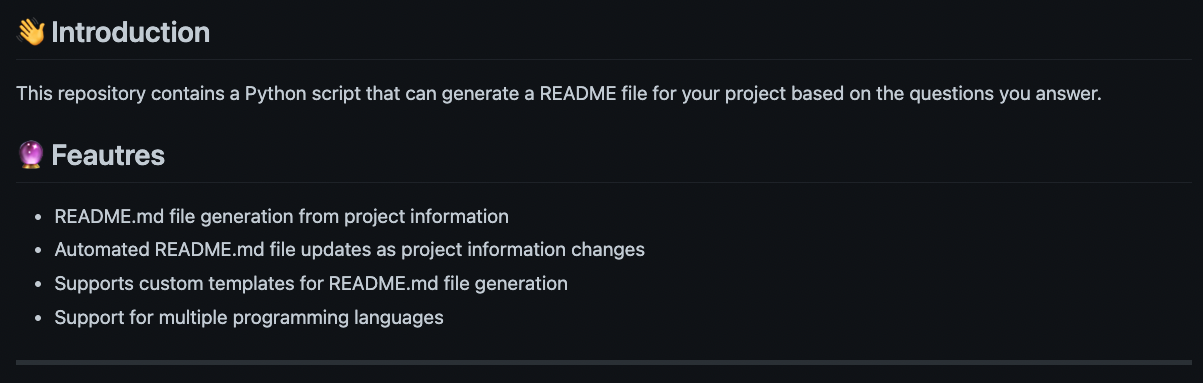 👋 Introduction
This repository contains a Python script that can generate a README file for your project based on the questions you answer.
🔮 Feautres
• README.md file generation from project information
• Automated README.md file updates as project information changes
• Supports custom templates for README.md file generation
• Support for multiple programming languages